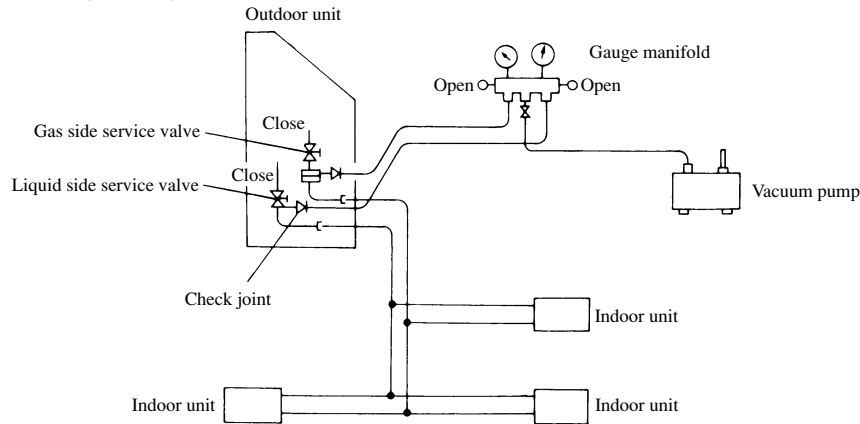 Outdoor unit
Gauge manifold
Open
Open
Close
Gas side service valve
Close
Liquid side service valve
Vacuum pump
Check joint
Indoor unit
Indoor unit
Indoor unit